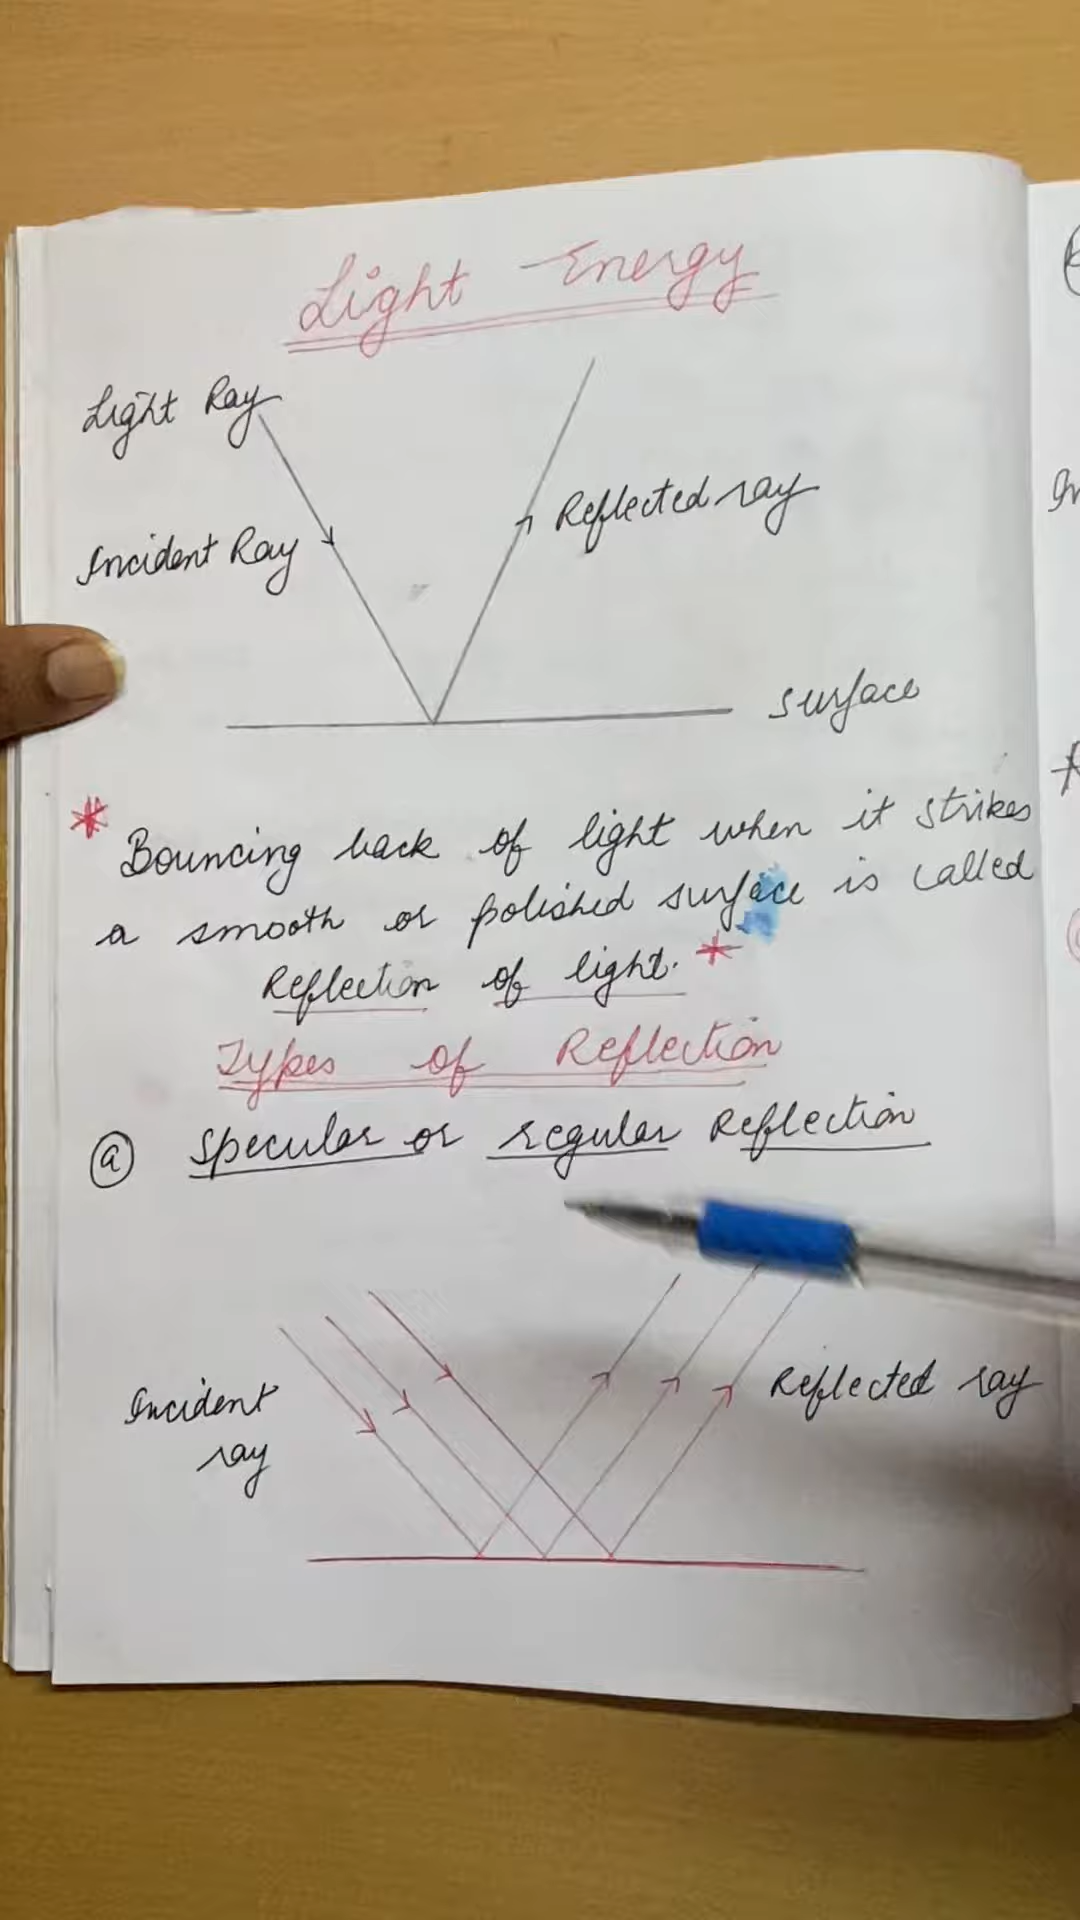 Light Energy
Light Ray
Incident Ray
Reflected ray
surface
* Bouncing back of light when it strikes
a smooth or polished surface is called
Reflection of light. *
Types of Reflection
(a) Specular or regular Reflection
Incident
ray
Reflected ray